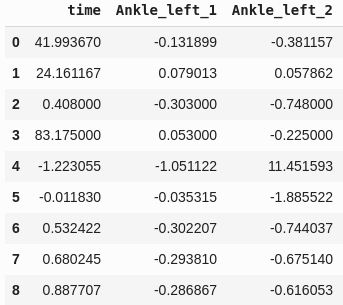 time Ankle_left_1 Ankle_left_2
0 41.993670 -0.131899 -0.381157
1 24.161167 0.079013 0.057862
2 0.408000 -0.303000 -0.748000
3 83.175000 0.053000 -0.225000
4 -1.223055 -1.051122 11.451593
5 -0.011830 -0.035315 -1.885522
6 0.532422 -0.302207 -0.744037
7 0.680245 -0.293810 -0.675140
8 0.887707 -0.286867 -0.616053